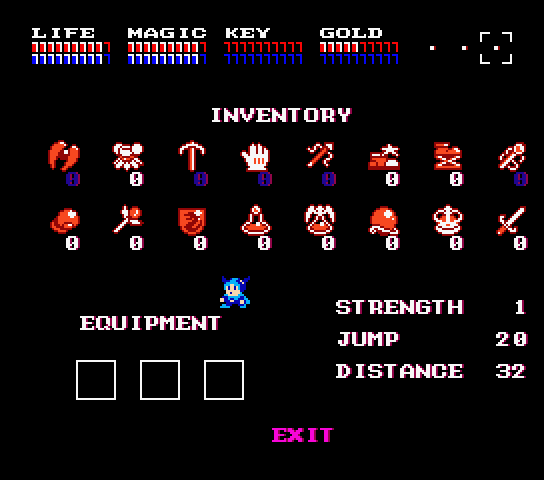 LIFE MAGIC KEY GOLD
INVENTORY
0 0 0 0 0 0 0 0
0 0 0 0 0 0 0 0
STRENGTH 1
EQUIPMENT
JUMP 20
DISTANCE 32
EXIT